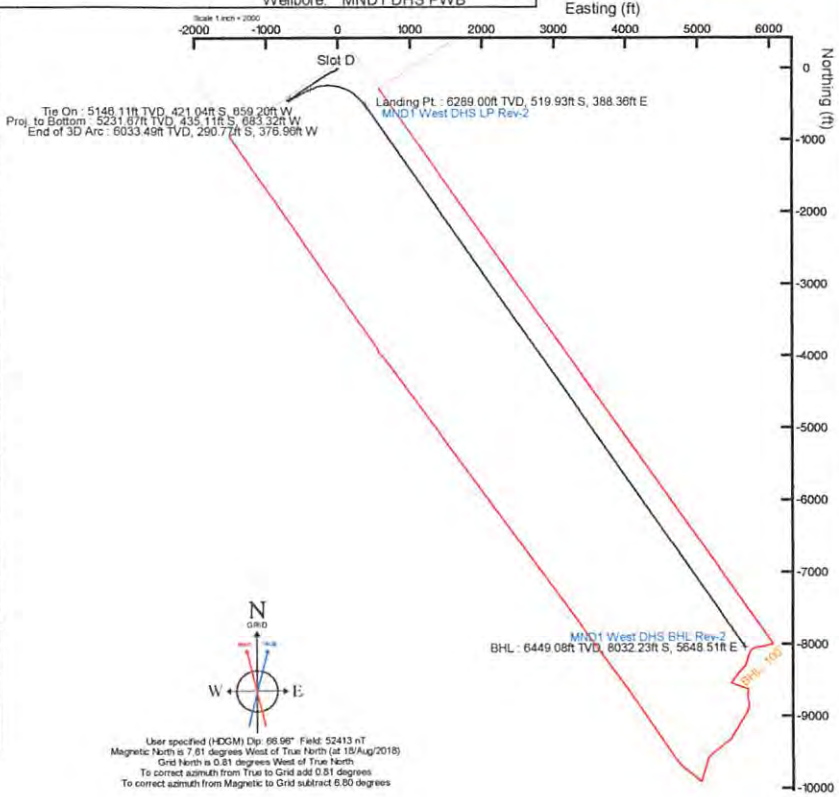 Wellbore: MND1 DHS PWB
Easting (ft)
Scale 1 inch = 2000
-2000 -1000 0 1000 2000 3000 4000 5000 6000
Northing (ft)
0
-1000
-2000
-3000
-4000
-5000
-6000
-7000
-8000
-9000
-10000
Slot D
Tie On : 5146.11ft TVD, 421.04ft S, 659.20ft W
Proj. to Bottom : 5231.67ft TVD, 435.11ft S, 683.32ft W
End of 3D Arc : 6033.49ft TVD, 290.77ft S, 376.96ft W
Landing Pt. : 6289.00ft TVD, 519.93ft S, 388.36ft E
MND1 West DHS LP Rev-2
MND1 West DHS BHL Rev-2
BHL : 6449.08ft TVD, 8032.23ft S, 5648.51ft E
BHL, 100'
N
GRID
W E
User specified (HDGM) Dip: 66.96° Field: 52413 nT
Magnetic North is 7.61 degrees West of True North (at 18/Aug/2018)
Grid North is 0.81 degrees West of True North
To correct azimuth from True to Grid add 0.81 degrees
To correct azimuth from Magnetic to Grid subtract 6.80 degrees